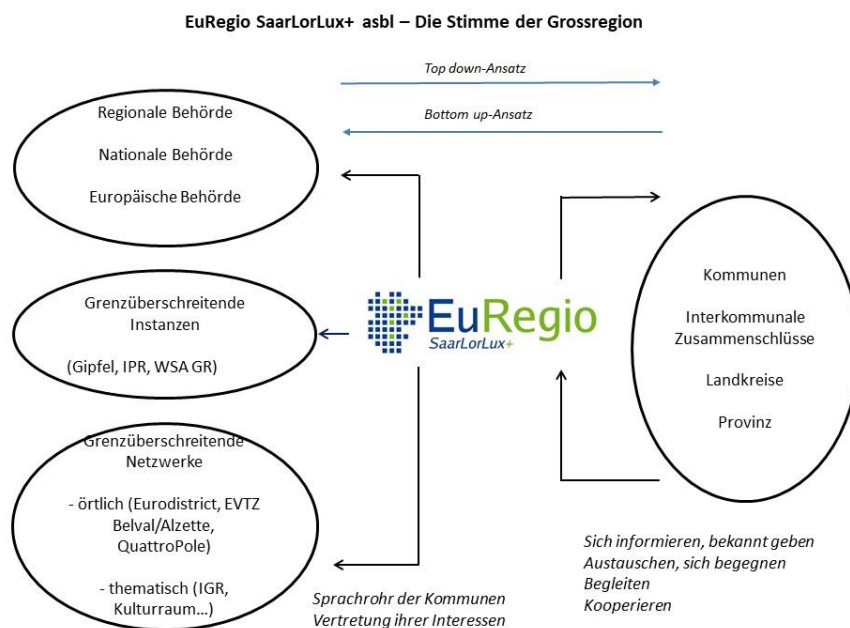 EuRegio SaarLorLux+ asbl – Die Stimme der Grossregion
Top down-Ansatz
Bottom up-Ansatz
Regionale Behörde
Nationale Behörde
Europäische Behörde
Grenzüberschreitende
Instanzen
(Gipfel, IPR, WSA GR)
Grenzüberschreitende
Netzwerke
- örtlich (Eurodistrict, EVTZ
Belval/Alzette,
QuattroPole)
- thematisch (IGR,
Kulturraum...)
EuRegio
SaarLorLux+
Sprachrohr der Kommunen
Vertretung ihrer Interessen
Kommunen
Interkommunale
Zusammenschlüsse
Landkreise
Provinz
Sich informieren, bekannt geben
Austauschen, sich begegnen
Begleiten
Kooperieren